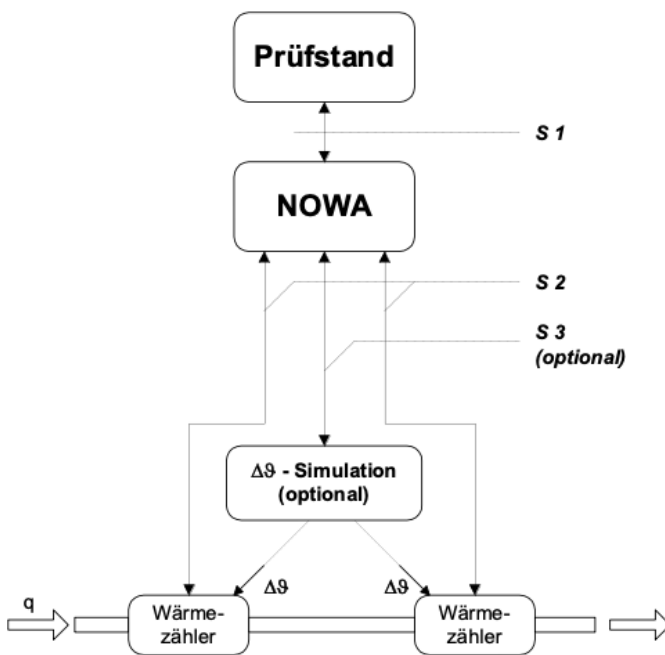 Prüfstand
S 1
NOWA
S 2
S 3
(optional)
Δϑ - Simulation
(optional)
Δϑ
Δϑ
q
Wärme-
zähler
Wärme-
zähler